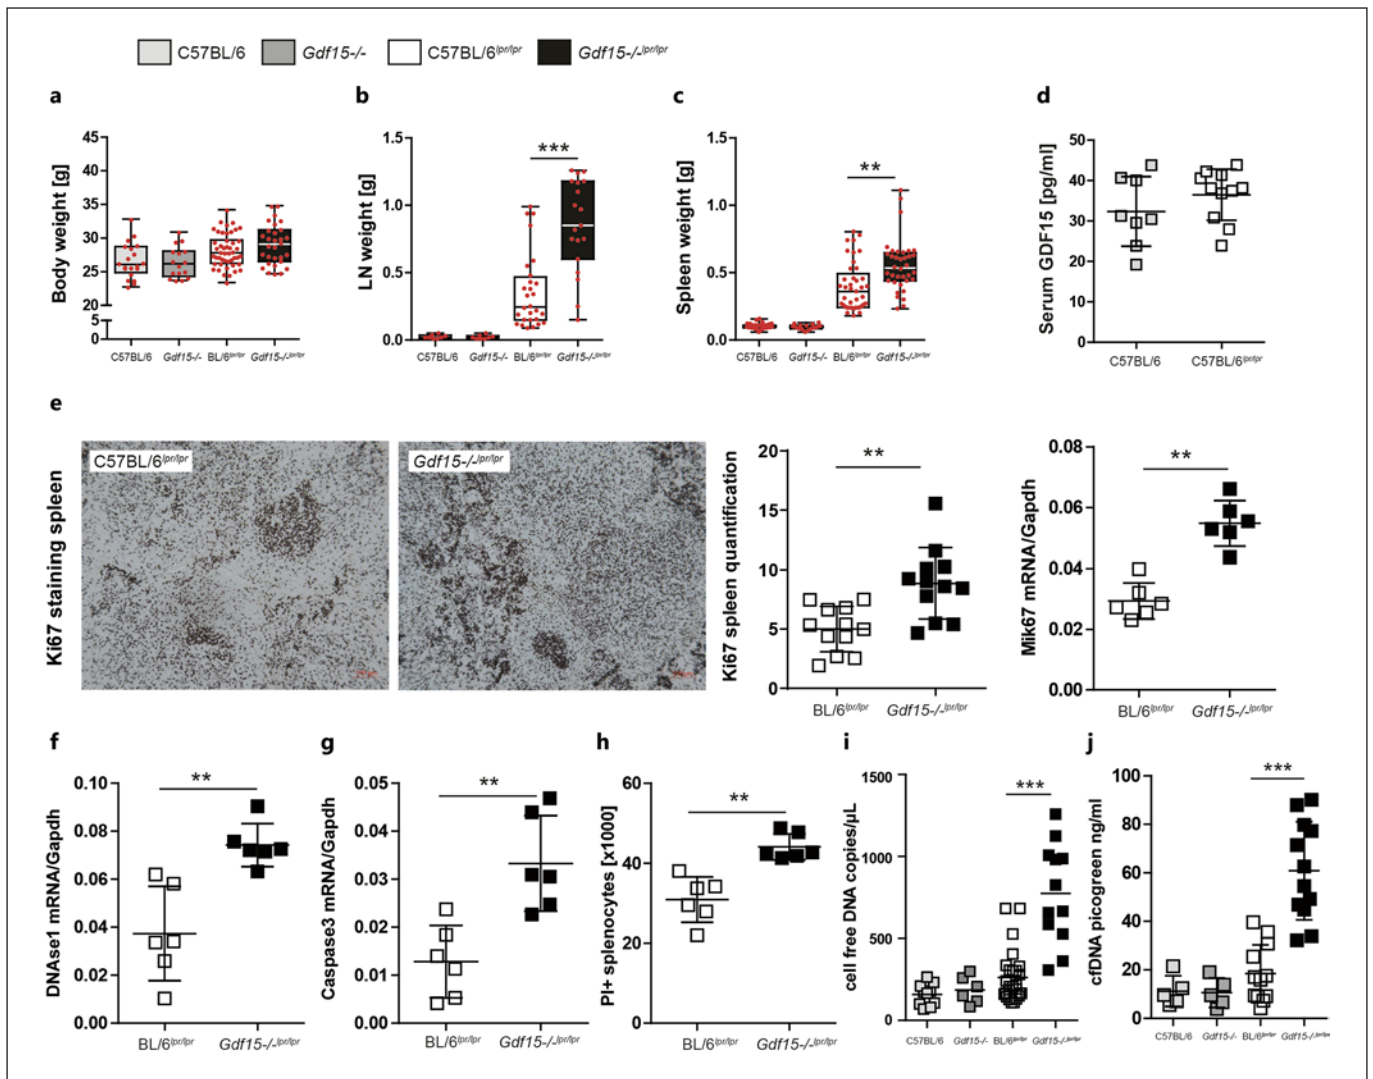 C57BL/6 Gdf15-/- C57BL/6lpr/lpr Gdf15-/-lpr/lpr
a
Body weight [g]
45
40
35
30
25
20
5
0
C57BL/6 Gdf15-/- BL/6lpr/lpr Gdf15-/-lpr/lpr
b
LN weight [g]
1.5
1.0
0.5
0.0
***
C57BL/6 Gdf15-/- BL/6lpr/lpr Gdf15-/-lpr/lpr
c
Spleen weight [g]
1.5
1.0
0.5
0.0
**
C57BL/6 Gdf15-/- BL/6lpr/lpr Gdf15-/-lpr/lpr
d
Serum GDF15 [pg/ml]
50
40
30
20
10
0
C57BL/6 C57BL/6lpr/lpr
e
Ki67 staining spleen
C57BL/6lpr/lpr
Gdf15-/-lpr/lpr
Ki67 spleen quantification
20
15
10
5
0
**
BL/6lpr/lpr Gdf15-/-lpr/lpr
Mik67 mRNA/Gapdh
0.08
0.06
0.04
0.02
0.00
**
BL/6lpr/lpr Gdf15-/-lpr/lpr
f
DNAse1 mRNA/Gapdh
0.10
0.08
0.06
0.04
0.02
0.00
**
BL/6lpr/lpr Gdf15-/-lpr/lpr
g
Caspase3 mRNA/Gapdh
0.05
0.04
0.03
0.02
0.01
0.00
**
BL/6lpr/lpr Gdf15-/-lpr/lpr
h
PI+ splenocytes [x1000]
60
40
20
0
**
BL/6lpr/lpr Gdf15-/-lpr/lpr
i
cell free DNA copies/µL
1500
1000
500
0
***
C57BL/6 Gdf15-/- BL/6lpr/lpr Gdf15-/-lpr/lpr
j
cfDNA picogreen ng/ml
100
80
60
40
20
0
***
C57BL/6 Gdf15-/- BL/6lpr/lpr Gdf15-/-lpr/lpr